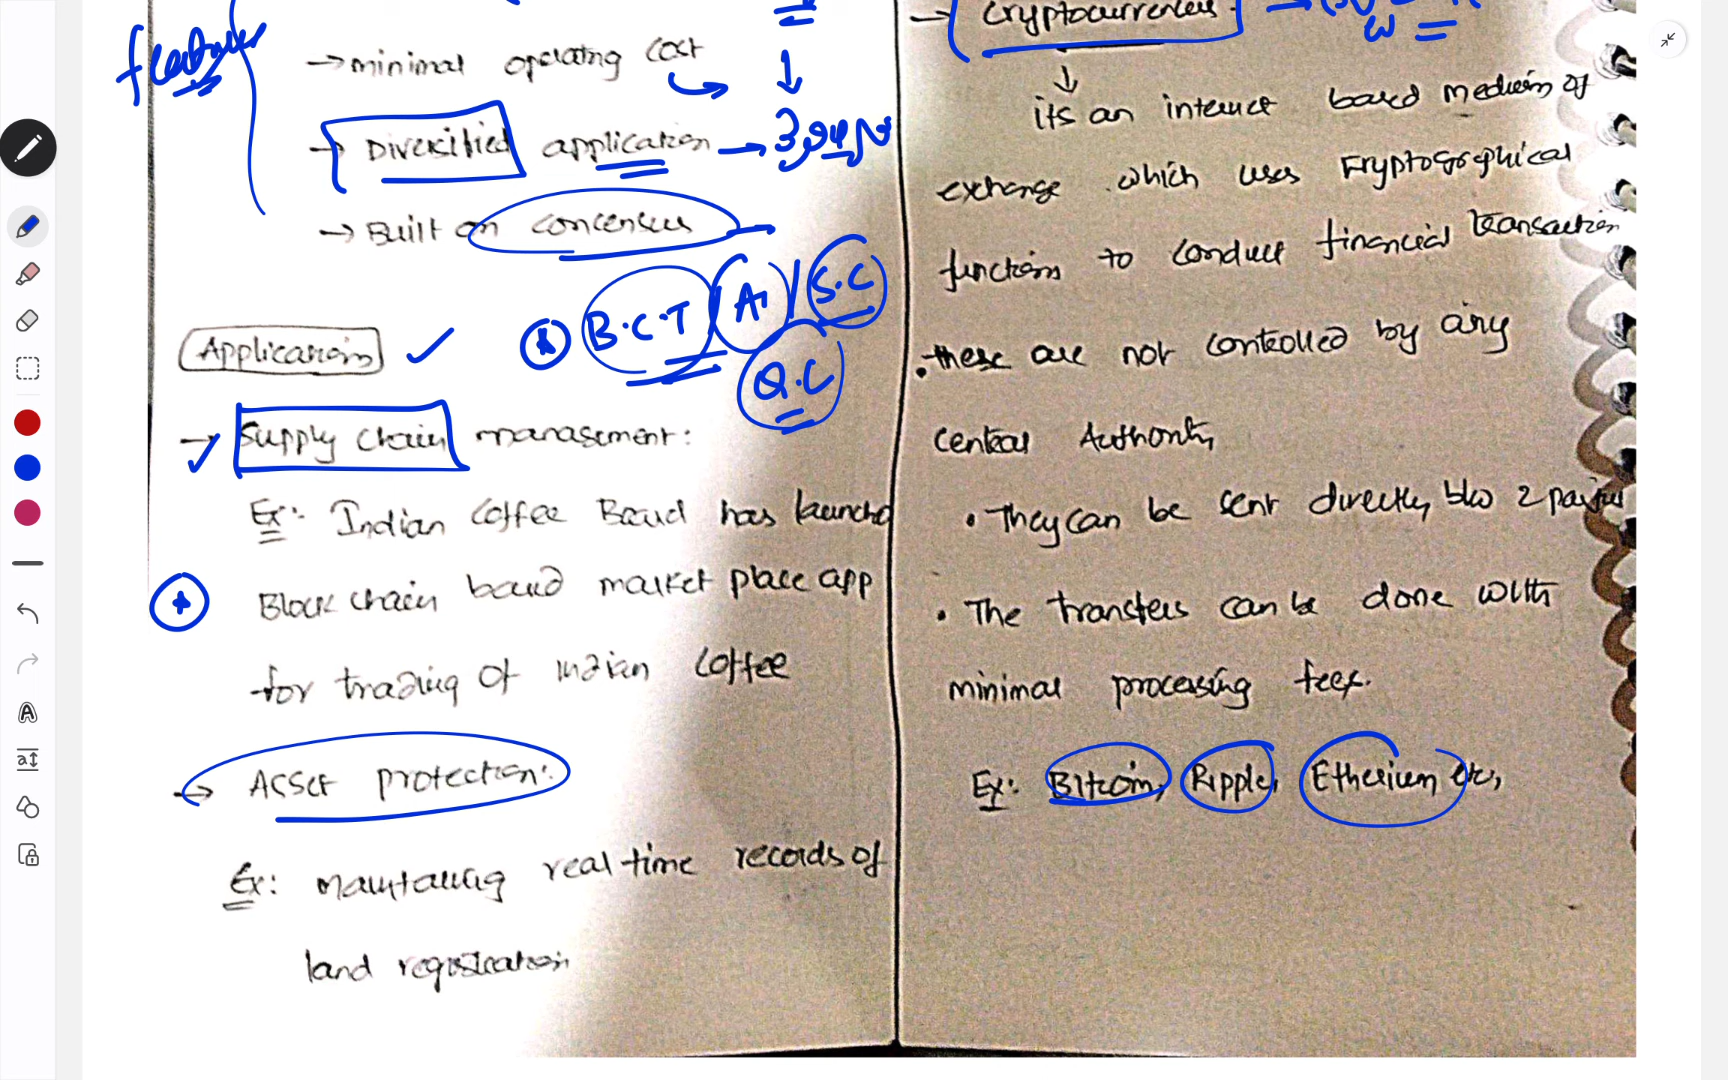 features
→ minimal operating cost
→ Diversified application →
→ Built on concensus
B.C.T / AI / S.C
Q.C
Applications
→ Supply chain management:
Ex: Indian Coffee Board has launched
Block chain based market place app
for trading of Indian Coffee
→ Asset protection:
Ex: maintaining real time records of
land registration
→ Cryptocurrencies →
↓
its an internet based medium of
exchange which uses cryptographical
functions to conduct financial transaction
• these are not controlled by any
central Authority
• They can be sent directly b/w 2 parties
• The transfers can be done with
minimal processing fees.
Ex: Bitcoin, Ripple, Etherium etc,